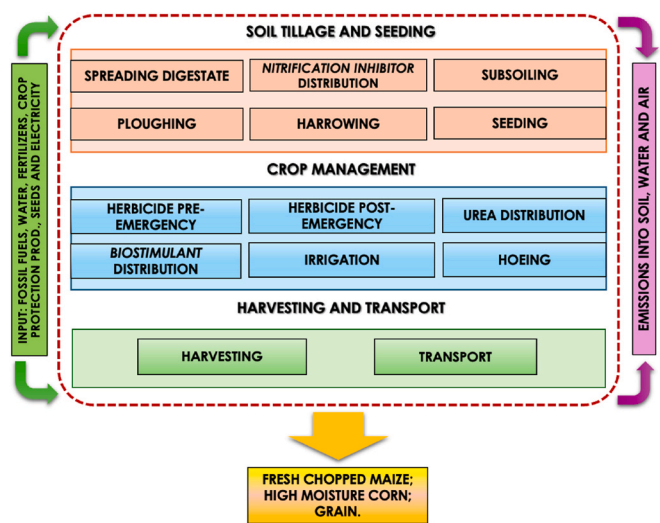 SOIL TILLAGE AND SEEDING
SPREADING DIGESTATE
NITRIFICATION INHIBITOR
DISTRIBUTION
SUBSOILING
PLOUGHING
HARROWING
SEEDING
CROP MANAGEMENT
HERBICIDE PRE-
EMERGENCY
HERBICIDE POST-
EMERGENCY
UREA DISTRIBUTION
BIOSTIMULANT
DISTRIBUTION
IRRIGATION
HOEING
HARVESTING AND TRANSPORT
HARVESTING
TRANSPORT
INPUT: FOSSIL FUELS, WATER, FERTILIZERS, CROP
PROTECTION PROD., SEEDS AND ELECTRICITY
EMISSIONS INTO SOIL, WATER AND AIR
FRESH CHOPPED MAIZE;
HIGH MOISTURE CORN;
GRAIN.